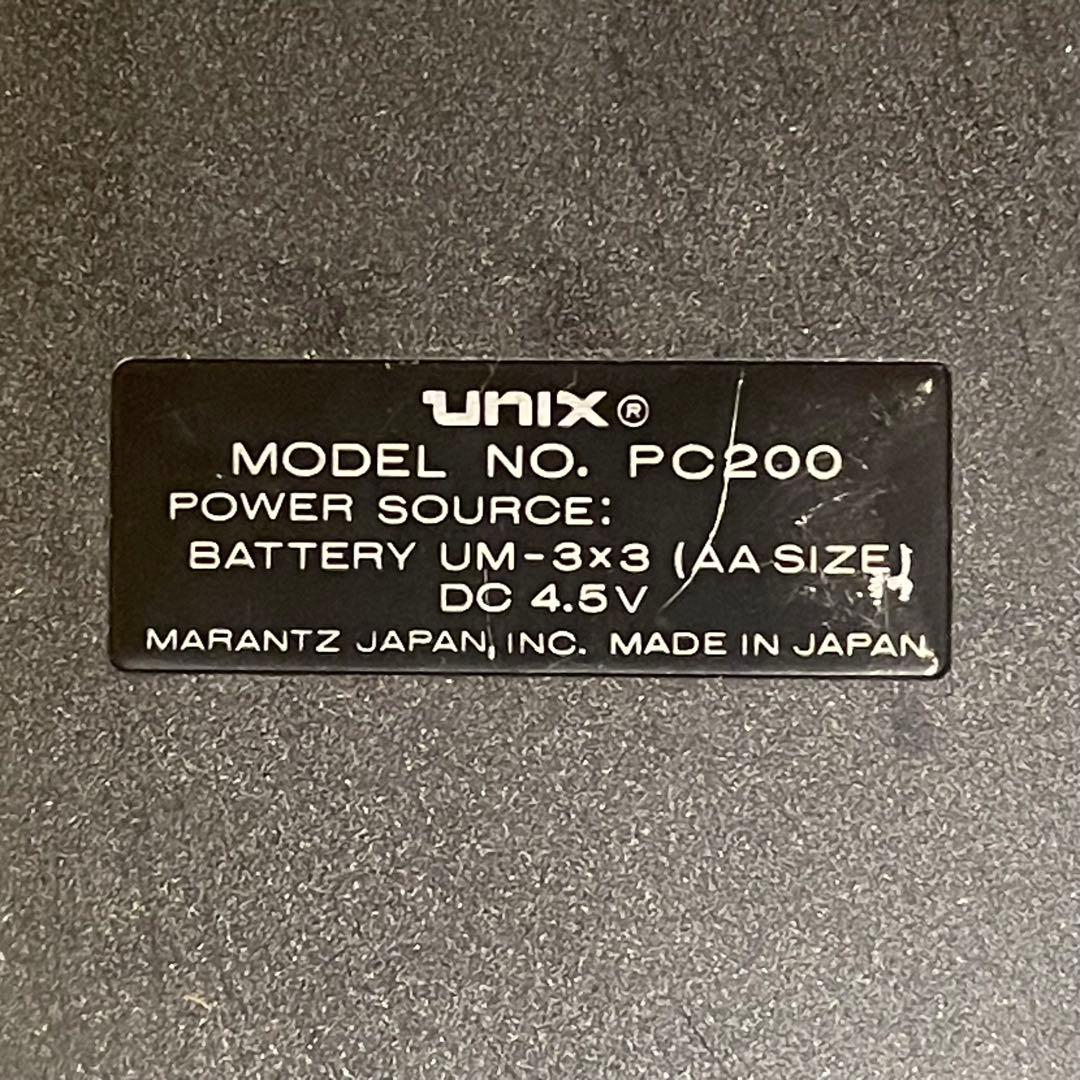 unix®
MODEL NO. PC200
POWER SOURCE:
BATTERY UM-3×3 (AA SIZE)
DC 4.5V
MARANTZ JAPAN, INC. MADE IN JAPAN